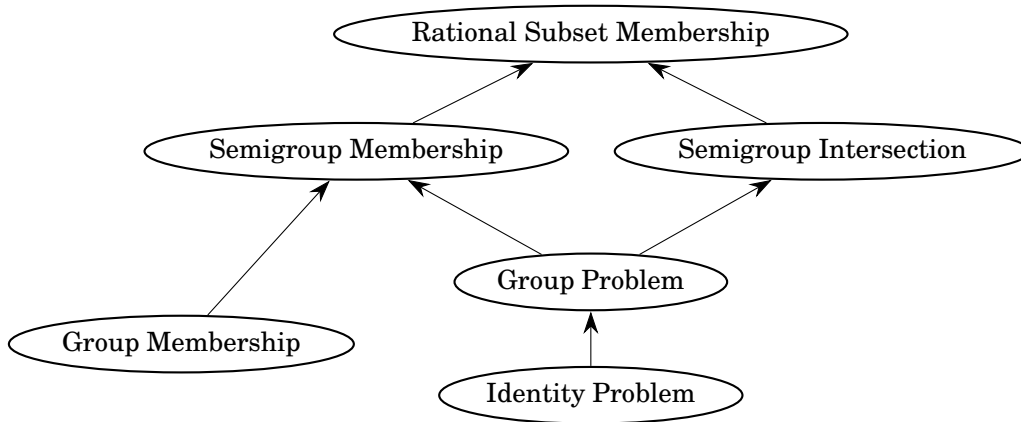 Rational Subset Membership
Semigroup Membership
Semigroup Intersection
Group Problem
Group Membership
Identity Problem